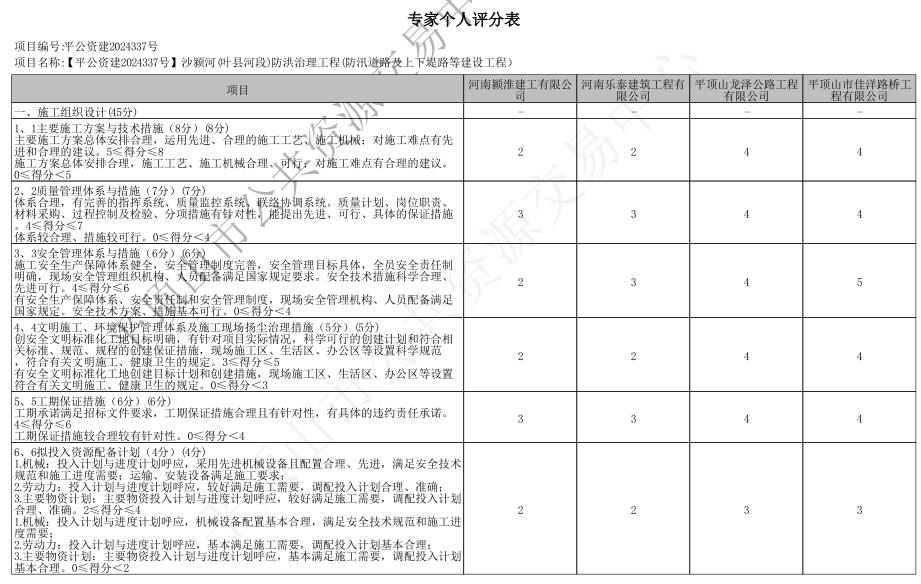 专家个人评分表
项目编号:平公资建2024337号
项目名称:【平公资建2024337号】沙颍河(叶县河段)防洪治理工程(防汛道路及上下堤路等建设工程)
项目
河南颍淮建工有限公
司
河南乐泰建筑工程有
限公司
平顶山龙泽公路工程
有限公司
平顶山市佳洋路桥工
程有限公司
一、施工组织设计(45分)
- - - -
1、1主要施工方案与技术措施（8分）(8分)
主要施工方案总体安排合理，运用先进、合理的施工工艺、施工机械；对施工难点有先
进和合理的建议。5≤得分≤8
施工方案总体安排合理，施工工艺、施工机械合理、可行；对施工难点有合理的建议。
0≤得分＜5
2 2 4 4
2、2质量管理体系与措施（7分）(7分)
体系合理，有完善的指挥系统、质量监控系统、联络协调系统。质量计划、岗位职责、
材料采购、过程控制及检验、分项措施有针对性，能提出先进、可行、具体的保证措施
。4≤得分≤7
体系较合理、措施较可行。0≤得分＜4
3 3 4 4
3、3安全管理体系与措施（6分）(6分)
施工安全生产保障体系健全，安全管理制度完善，安全管理目标具体，全员安全责任制
明确，现场安全管理组织机构、人员配备满足国家规定要求。安全技术措施科学合理、
先进可行。4≤得分≤6
有安全生产保障体系、安全责任制和安全管理制度，现场安全管理机构、人员配备满足
国家规定。安全技术方案、措施基本可行。0≤得分＜4
2 3 4 5
4、4文明施工、环境保护管理体系及施工现场扬尘治理措施（5分）(5分)
创安全文明标准化工地目标明确，有针对项目实际情况，科学可行的创建计划和符合相
关标准、规范、规程的创建保证措施，现场施工区、生活区、办公区等设置科学规范
，符合有关文明施工、健康卫生的规定。3≤得分≤5
有安全文明标准化工地创建目标计划和创建措施，现场施工区、生活区、办公区等设置
符合有关文明施工、健康卫生的规定。0≤得分＜3
2 2 4 4
5、5工期保证措施（6分）(6分)
工期承诺满足招标文件要求，工期保证措施合理且有针对性，有具体的违约责任承诺。
4≤得分≤6
工期保证措施较合理较有针对性。0≤得分＜4
3 3 4 4
6、6拟投入资源配备计划（4分）(4分)
1.机械：投入计划与进度计划呼应，采用先进机械设备且配置合理、先进，满足安全技术
规范和施工进度需要；运输、安装设备满足施工要求；
2.劳动力：投入计划与进度计划呼应，较好满足施工需要，调配投入计划合理、准确；
3.主要物资计划：主要物资投入计划与进度计划呼应，较好满足施工需要，调配投入计划
合理、准确。2≤得分≤4
1.机械：投入计划与进度计划呼应，机械设备配置基本合理，满足安全技术规范和施工进
度需要；
2.劳动力：投入计划与进度计划呼应，基本满足施工需要，调配投入计划基本合理；
3.主要物资计划：主要物资投入计划与进度计划呼应，基本满足施工需要，调配投入计划
基本合理。0≤得分＜2
2 2 3 3
平顶山市公共资源交易中
平顶山市公共资源交易中心